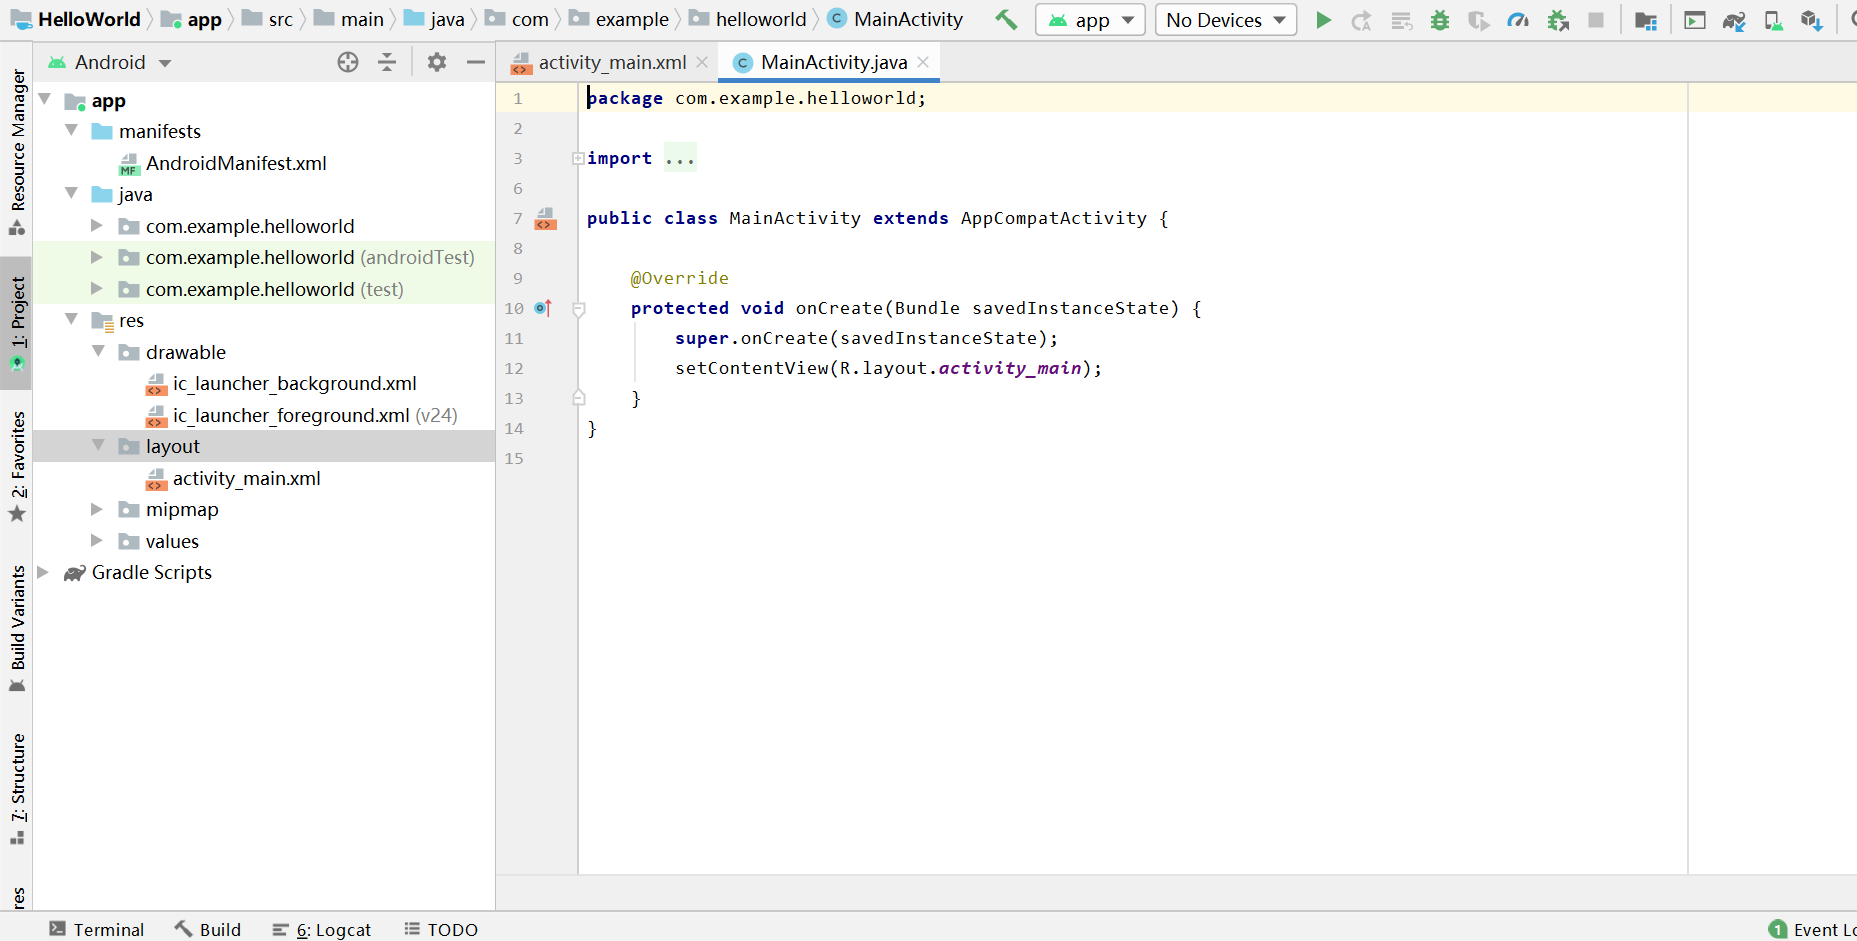 HelloWorld app src main java com example helloworld MainActivity app No Devices
Android
activity_main.xml MainActivity.java
Resource Manager
1: Project
2: Favorites
Build Variants
7: Structure
app
manifests
MF AndroidManifest.xml
java
com.example.helloworld
com.example.helloworld (androidTest)
com.example.helloworld (test)
res
drawable
ic_launcher_background.xml
ic_launcher_foreground.xml (v24)
layout
activity_main.xml
mipmap
values
Gradle Scripts
1 package com.example.helloworld;
2
3 import ...
6
7 public class MainActivity extends AppCompatActivity {
8
9 @Override
10 protected void onCreate(Bundle savedInstanceState) {
11 super.onCreate(savedInstanceState);
12 setContentView(R.layout.activity_main);
13 }
14 }
15
Terminal Build 6: Logcat TODO 1 Event